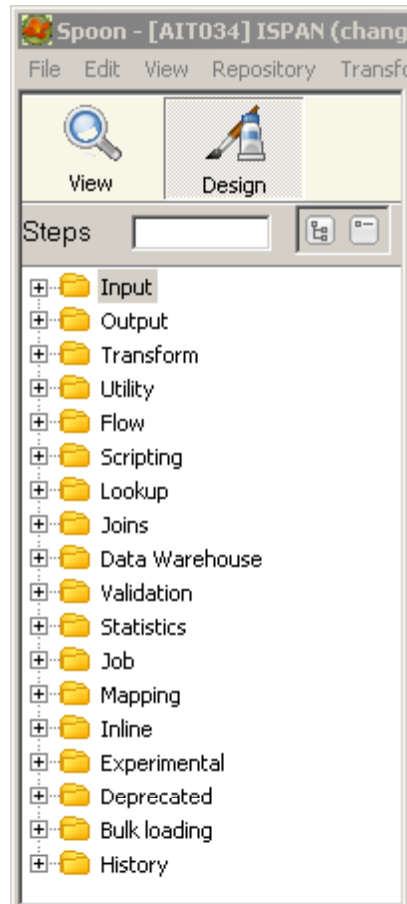 Spoon - [AIT034] ISPAN (chang
File Edit View Repository Transfo
View Design
Steps
Input
Output
Transform
Utility
Flow
Scripting
Lookup
Joins
Data Warehouse
Validation
Statistics
Job
Mapping
Inline
Experimental
Deprecated
Bulk loading
History